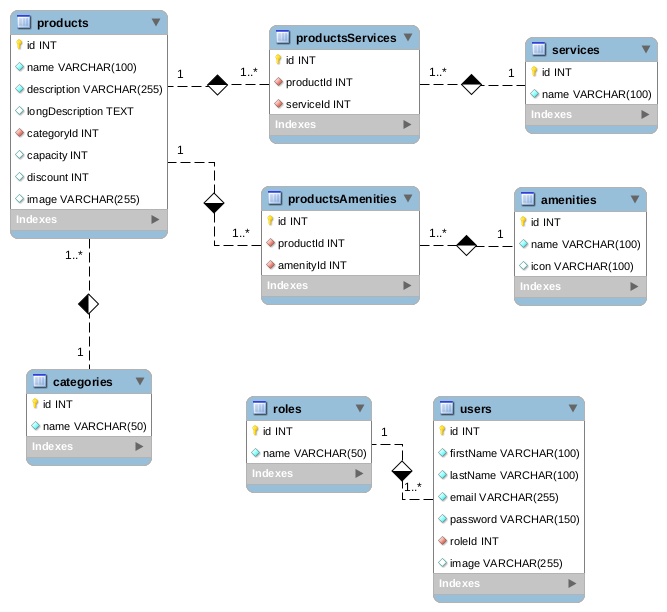 products
id INT
name VARCHAR(100)
description VARCHAR(255)
longDescription TEXT
categoryId INT
capacity INT
discount INT
image VARCHAR(255)
Indexes
1
1..*
productsServices
id INT
productId INT
serviceId INT
Indexes
1..*
1
services
id INT
name VARCHAR(100)
Indexes
1
1..*
productsAmenities
id INT
productId INT
amenityId INT
Indexes
1..*
1
amenities
id INT
name VARCHAR(100)
icon VARCHAR(100)
Indexes
1..*
1
categories
id INT
name VARCHAR(50)
Indexes
roles
id INT
name VARCHAR(50)
Indexes
1
1..*
users
id INT
firstName VARCHAR(100)
lastName VARCHAR(100)
email VARCHAR(255)
password VARCHAR(150)
roleId INT
image VARCHAR(255)
Indexes